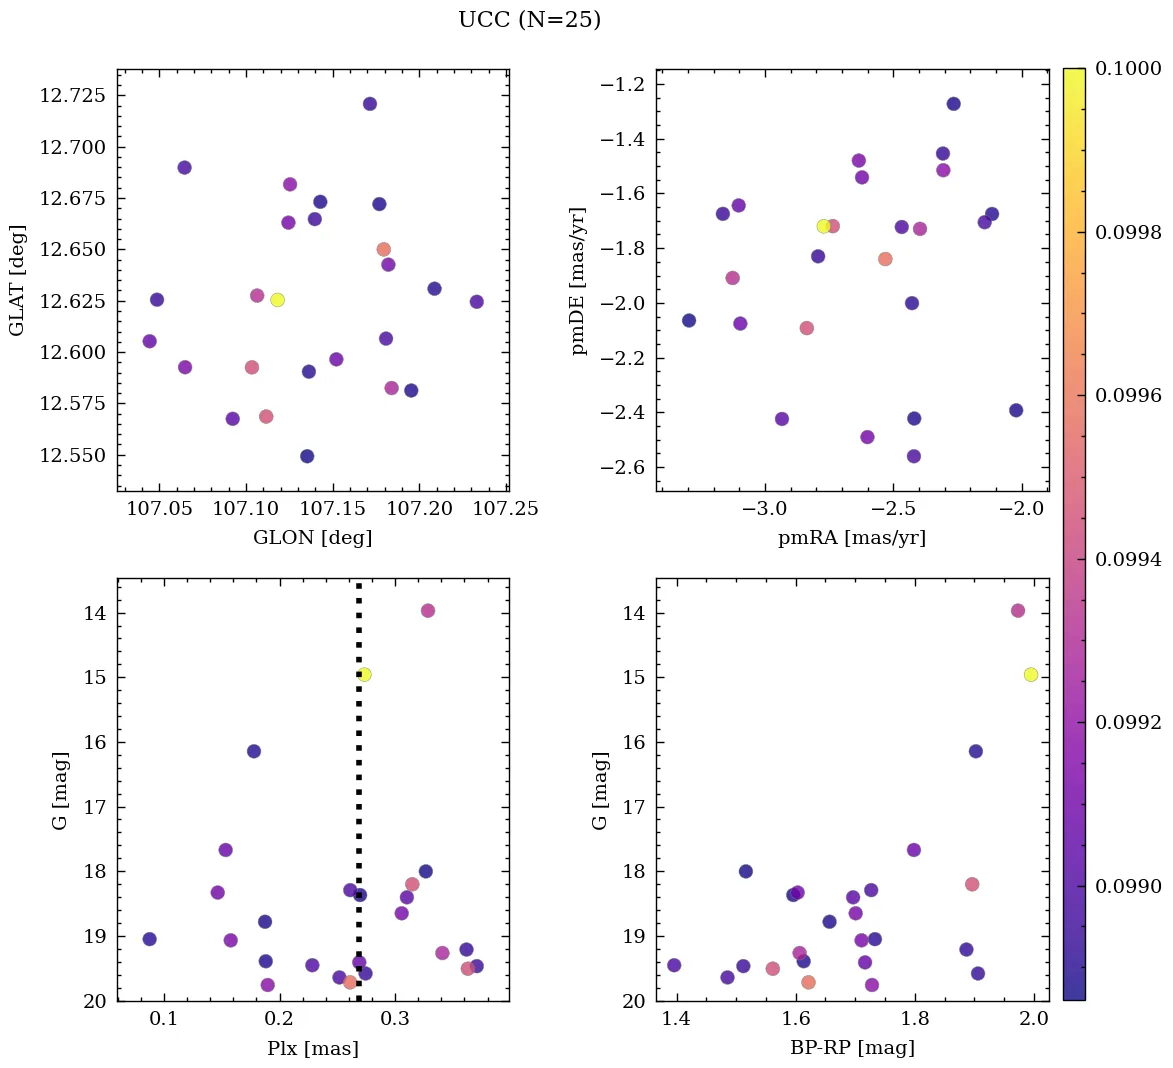 UCC (N=25)
12.725
12.700
12.675
12.650
12.625
12.600
12.575
12.550
GLAT [deg]
107.05 107.10 107.15 107.20 107.25
GLON [deg]
−1.2
−1.4
−1.6
−1.8
−2.0
−2.2
−2.4
−2.6
pmDE [mas/yr]
−3.0 −2.5 −2.0
pmRA [mas/yr]
14
15
16
17
18
19
20
G [mag]
0.1 0.2 0.3
Plx [mas]
14
15
16
17
18
19
20
G [mag]
1.4 1.6 1.8 2.0
BP-RP [mag]
0.1000
0.0998
0.0996
0.0994
0.0992
0.0990